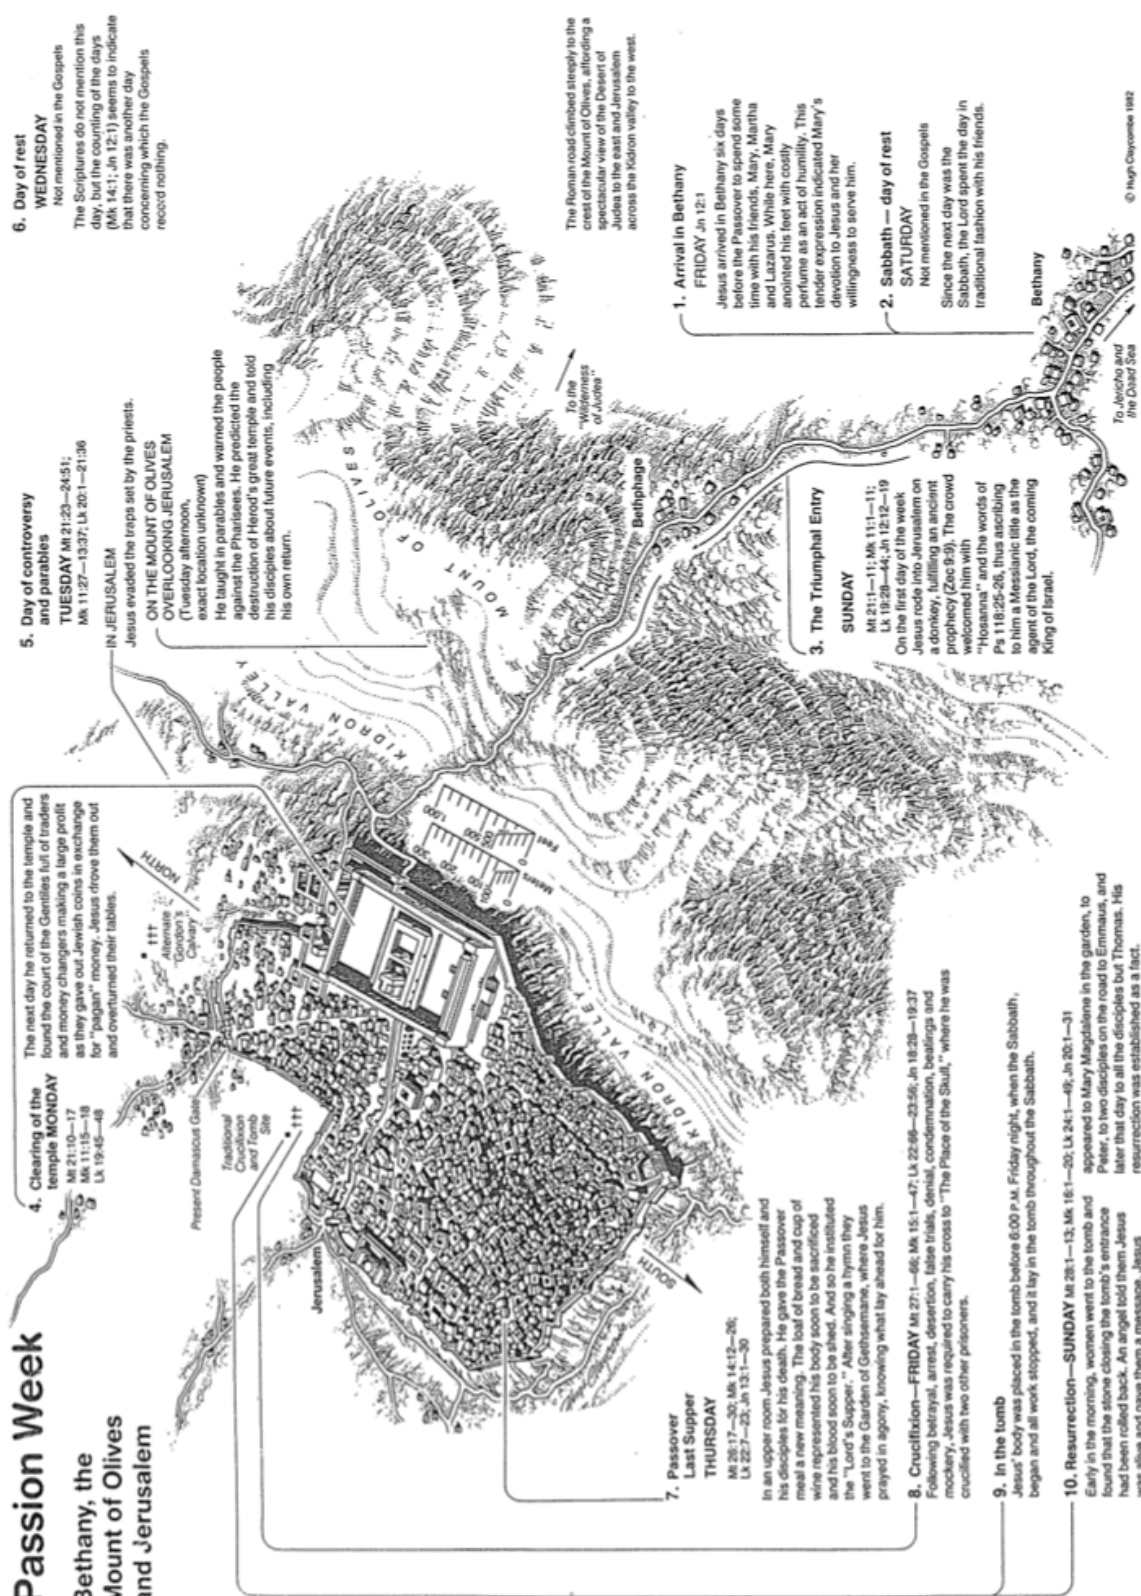 Passion Week
Bethany, the
Mount of Olives
and Jerusalem
4. Clearing of the
temple MONDAY
Mt 21:10—17
Mk 11:15—18
Lk 19:45—48
The next day he returned to the temple and
found the court of the Gentiles full of traders
and money changers making a large profit
as they gave out Jewish coins in exchange
for "pagan" money. Jesus drove them out
and overturned their tables.
5. Day of controversy
and parables
TUESDAY Mt 21:23—24:51;
Mk 11:27—13:37; Lk 20:1—21:36
IN JERUSALEM
Jesus evaded the traps set by the priests.
ON THE MOUNT OF OLIVES
OVERLOOKING JERUSALEM
(Tuesday afternoon,
exact location unknown)
He taught in parables and warned the people
against the Pharisees. He predicted the
destruction of Herod's great temple and told
his disciples about future events, including
his own return.
6. Day of rest
WEDNESDAY
Not mentioned in the Gospels
The Scriptures do not mention this
day, but the counting of the days
(Mk 14:1; Jn 12:1) seems to indicate
that there was another day
concerning which the Gospels
record nothing.
NORTH
Alternate
"Gordon's
Calvary"
Present Damascus Gate
Traditional
Crucifixion
and Tomb
Site
Jerusalem
SOUTH
KIDRON VALLEY
KIDRON VALLEY
MOUNT OF OLIVES
Meters
0 100 200 300
Feet
0 500 1,000
Bethphage
To the
"Wilderness
of Judea"
The Roman road climbed steeply to the
crest of the Mount of Olives, affording a
spectacular view of the Desert of
Judea to the east and Jerusalem
across the Kidron valley to the west.
1. Arrival in Bethany
FRIDAY Jn 12:1
Jesus arrived in Bethany six days
before the Passover to spend some
time with his friends, Mary, Martha
and Lazarus. While here, Mary
anointed his feet with costly
perfume as an act of humility. This
tender expression indicated Mary's
devotion to Jesus and her
willingness to serve him.
2. Sabbath — day of rest
SATURDAY
Not mentioned in the Gospels
Since the next day was the
Sabbath, the Lord spent the day in
traditional fashion with his friends.
Bethany
To Jericho and
the Dead Sea
© Hugh Claycombe 1982
3. The Triumphal Entry
SUNDAY
Mt 21:1—11; Mk 11:1—11;
Lk 19:28—44; Jn 12:12—19
On the first day of the week
Jesus rode into Jerusalem on
a donkey, fulfilling an ancient
prophecy (Zec 9:9). The crowd
welcomed him with
"Hosanna" and the words of
Ps 118:25-26, thus ascribing
to him a Messianic title as the
agent of the Lord, the coming
King of Israel.
7. Passover
Last Supper
THURSDAY
Mt 26:17—30; Mk 14:12—26;
Lk 22:7—23; Jn 13:1—30
In an upper room Jesus prepared both himself and
his disciples for his death. He gave the Passover
meal a new meaning. The loaf of bread and cup of
wine represented his body soon to be sacrificed
and his blood soon to be shed. And so he instituted
the "Lord's Supper." After singing a hymn they
went to the Garden of Gethsemane, where Jesus
prayed in agony, knowing what lay ahead for him.
8. Crucifixion—FRIDAY Mt 27:1—66; Mk 15:1—47; Lk 22:66—23:56; Jn 18:28—19:37
Following betrayal, arrest, desertion, false trials, denial, condemnation, beatings and
mockery, Jesus was required to carry his cross to "The Place of the Skull," where he was
crucified with two other prisoners.
9. In the tomb
Jesus' body was placed in the tomb before 6:00 P.M. Friday night, when the Sabbath
began and all work stopped, and it lay in the tomb throughout the Sabbath.
10. Resurrection—SUNDAY Mt 28:1—13; Mk 16:1—20; Lk 24:1—49; Jn 20:1—31
Early in the morning, women went to the tomb and
found that the stone closing the tomb's entrance
had been rolled back. An angel told them Jesus
was alive and gave them a message. Jesus
appeared to Mary Magdalene in the garden, to
Peter, to two disciples on the road to Emmaus, and
later that day to all the disciples but Thomas. His
resurrection was established as a fact.